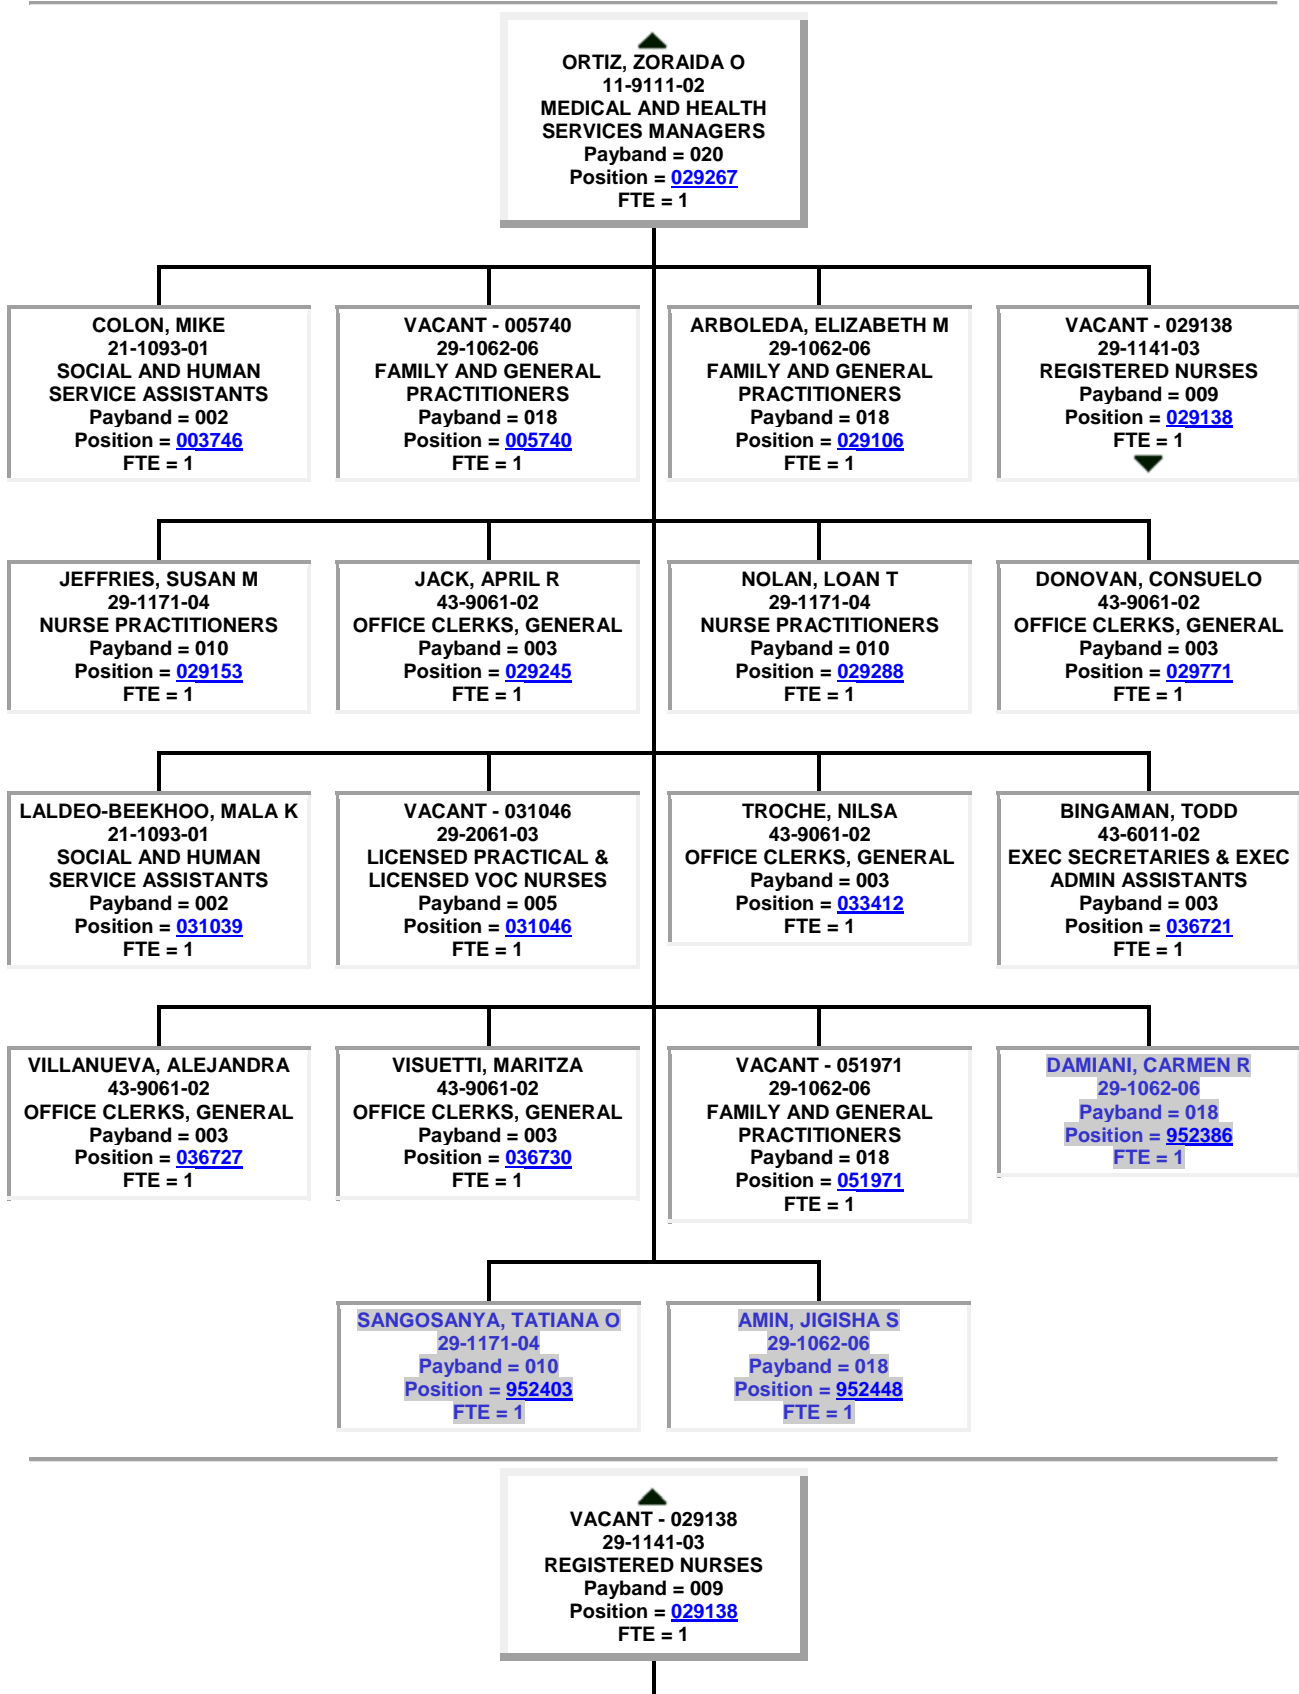 ORTIZ, ZORAIDA O
11-9111-02
MEDICAL AND HEALTH
SERVICES MANAGERS
Payband = 020
Position = 029267
FTE = 1
COLON, MIKE
21-1093-01
SOCIAL AND HUMAN
SERVICE ASSISTANTS
Payband = 002
Position = 003746
FTE = 1
VACANT - 005740
29-1062-06
FAMILY AND GENERAL
PRACTITIONERS
Payband = 018
Position = 005740
FTE = 1
ARBOLEDA, ELIZABETH M
29-1062-06
FAMILY AND GENERAL
PRACTITIONERS
Payband = 018
Position = 029106
FTE = 1
VACANT - 029138
29-1141-03
REGISTERED NURSES
Payband = 009
Position = 029138
FTE = 1
JEFFRIES, SUSAN M
29-1171-04
NURSE PRACTITIONERS
Payband = 010
Position = 029153
FTE = 1
JACK, APRIL R
43-9061-02
OFFICE CLERKS, GENERAL
Payband = 003
Position = 029245
FTE = 1
NOLAN, LOAN T
29-1171-04
NURSE PRACTITIONERS
Payband = 010
Position = 029288
FTE = 1
DONOVAN, CONSUELO
43-9061-02
OFFICE CLERKS, GENERAL
Payband = 003
Position = 029771
FTE = 1
LALDEO-BEEKHOO, MALA K
21-1093-01
SOCIAL AND HUMAN
SERVICE ASSISTANTS
Payband = 002
Position = 031039
FTE = 1
VACANT - 031046
29-2061-03
LICENSED PRACTICAL &
LICENSED VOC NURSES
Payband = 005
Position = 031046
FTE = 1
TROCHE, NILSA
43-9061-02
OFFICE CLERKS, GENERAL
Payband = 003
Position = 033412
FTE = 1
BINGAMAN, TODD
43-6011-02
EXEC SECRETARIES & EXEC
ADMIN ASSISTANTS
Payband = 003
Position = 036721
FTE = 1
VILLANUEVA, ALEJANDRA
43-9061-02
OFFICE CLERKS, GENERAL
Payband = 003
Position = 036727
FTE = 1
VISUETTI, MARITZA
43-9061-02
OFFICE CLERKS, GENERAL
Payband = 003
Position = 036730
FTE = 1
VACANT - 051971
29-1062-06
FAMILY AND GENERAL
PRACTITIONERS
Payband = 018
Position = 051971
FTE = 1
DAMIANI, CARMEN R
29-1062-06
Payband = 018
Position = 952386
FTE = 1
SANGOSANYA, TATIANA O
29-1171-04
Payband = 010
Position = 952403
FTE = 1
AMIN, JIGISHA S
29-1062-06
Payband = 018
Position = 952448
FTE = 1
VACANT - 029138
29-1141-03
REGISTERED NURSES
Payband = 009
Position = 029138
FTE = 1